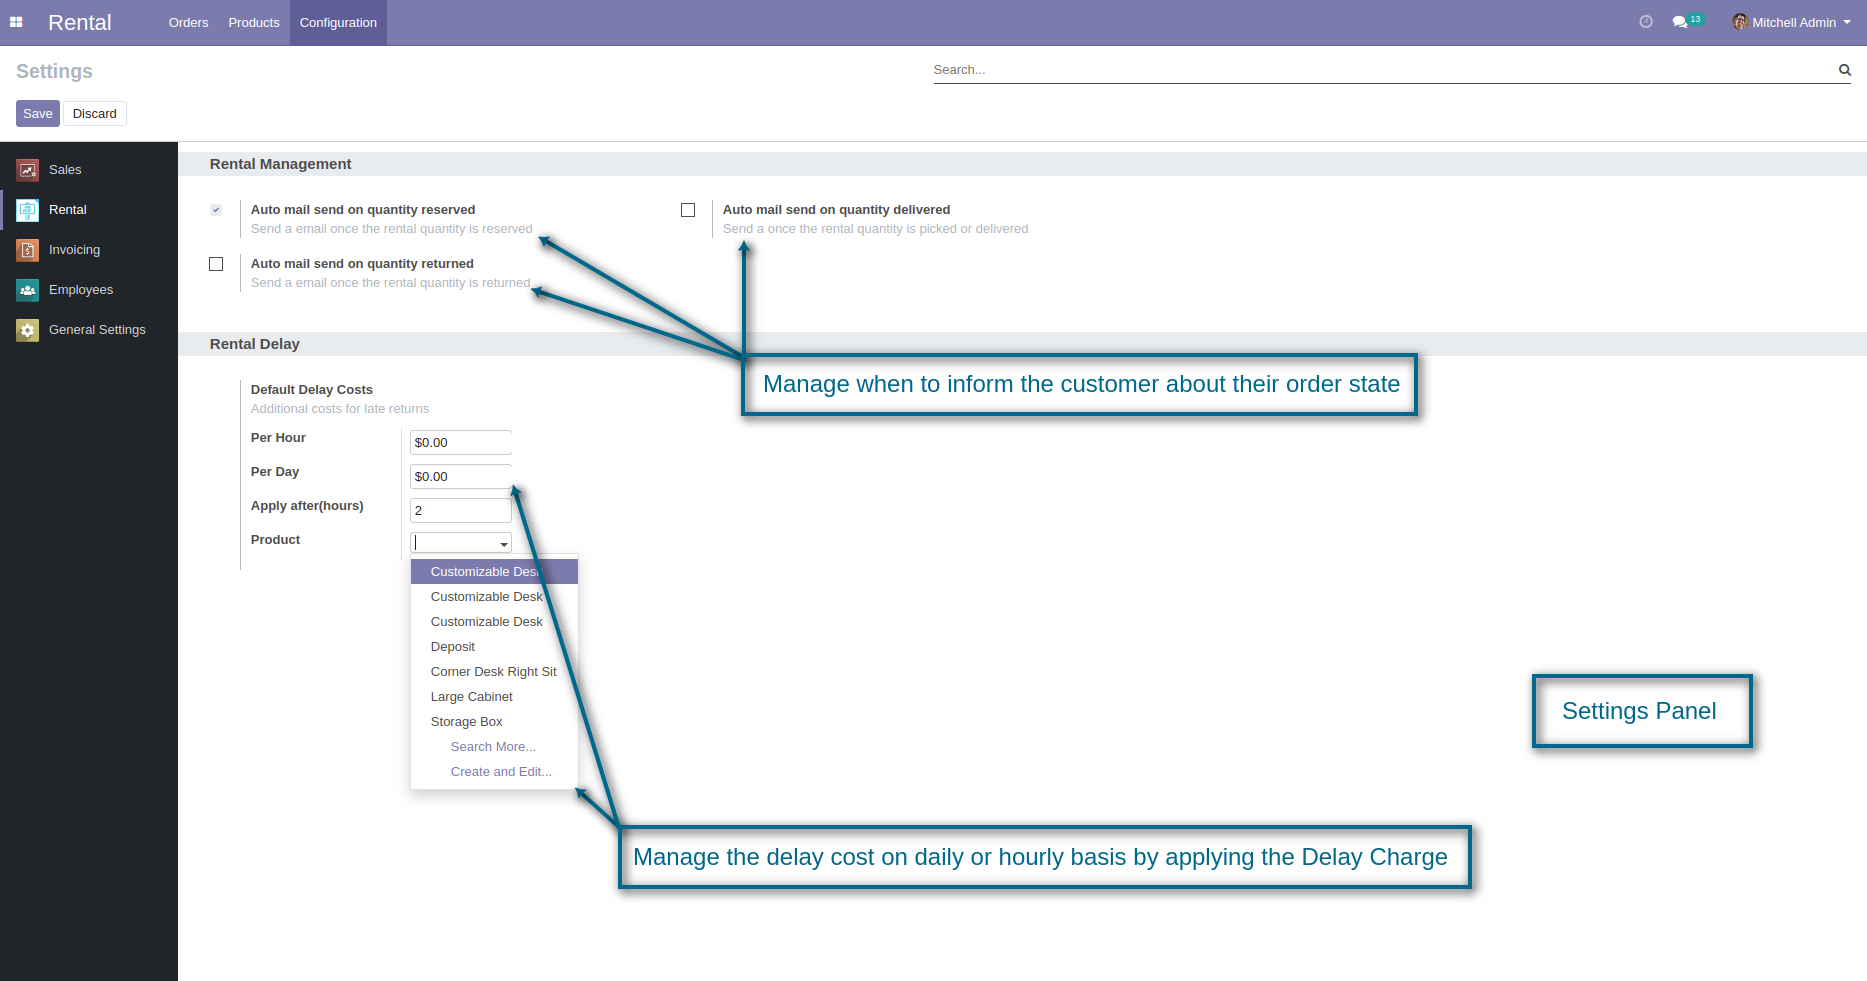 Rental
Orders
Products
Configuration
13
Mitchell Admin
Settings
Search...
Save
Discard
Sales
Rental
Invoicing
Employees
General Settings
Rental Management
Auto mail send on quantity reserved
Send a email once the rental quantity is reserved
Auto mail send on quantity delivered
Send a once the rental quantity is picked or delivered
Auto mail send on quantity returned
Send a email once the rental quantity is returned
Rental Delay
Manage when to inform the customer about their order state
Default Delay Costs
Additional costs for late returns
Per Hour
$0.00
Per Day
$0.00
Apply after(hours)
2
Product
Customizable Desk
Customizable Desk
Customizable Desk
Deposit
Corner Desk Right Sit
Large Cabinet
Storage Box
Search More...
Create and Edit...
Settings Panel
Manage the delay cost on daily or hourly basis by applying the Delay Charge